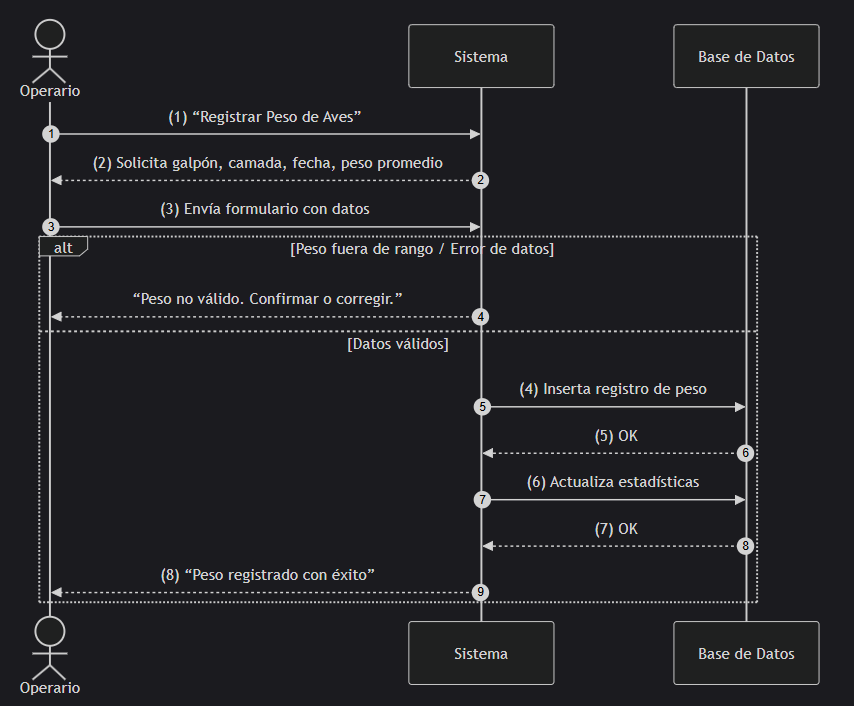 Operario
Sistema
Base de Datos
(1) “Registrar Peso de Aves”
1
(2) Solicita galpón, camada, fecha, peso promedio
2
(3) Envía formulario con datos
3
alt
[Peso fuera de rango / Error de datos]
“Peso no válido. Confirmar o corregir.”
4
[Datos válidos]
(4) Inserta registro de peso
5
(5) OK
6
(6) Actualiza estadísticas
7
(7) OK
8
(8) “Peso registrado con éxito”
9
Operario
Sistema
Base de Datos